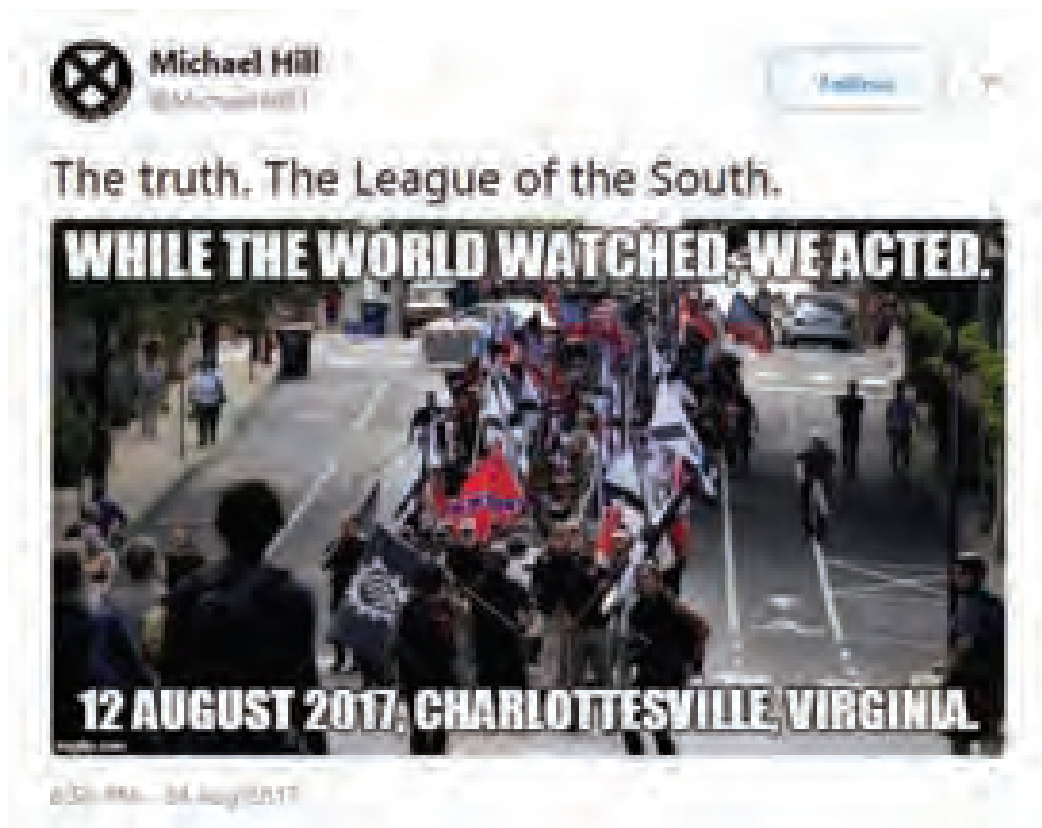 Michael Hill
Follow
The truth. The League of the South.
WHILE THE WORLD WATCHED, WE ACTED.
12 AUGUST 2017, CHARLOTTESVILLE, VIRGINIA.